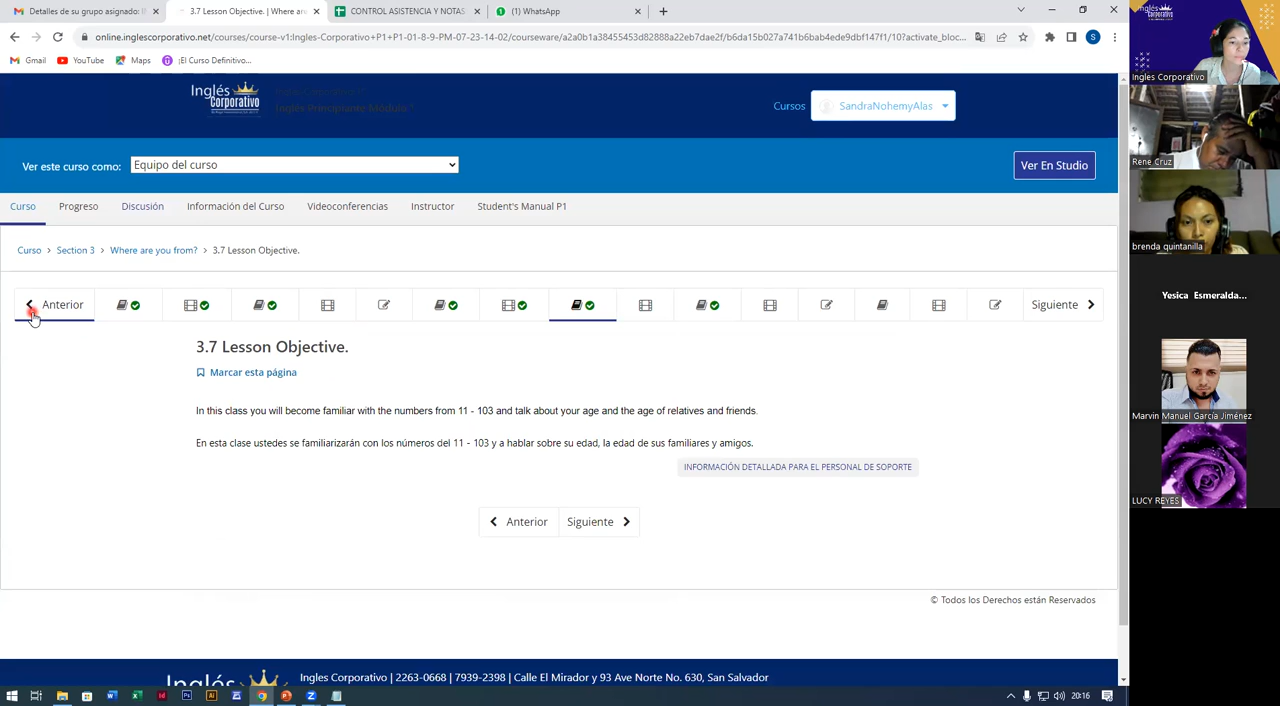 Detalles de su grupo asignado: II
3.7 Lesson Objective. | Where are
CONTROL ASISTENCIA Y NOTAS
(1) WhatsApp
online.inglescorporativo.net/courses/course-v1:Ingles-Corporativo+P1+P1-01-8-9-PM-07-23-14-02/courseware/a2a0b1a38455453d82888a22eb7dae2f/b6da15b027a741b6bab4ede9dbf147f1/10?activate_bloc...
S
Gmail
YouTube
Maps
¡El Curso Definitivo...
Inglés
Corporativo
Inglés Principiante Módulo
Cursos
SandraNohemyAlas
Ver este curso como:
Equipo del curso
Ver En Studio
Curso
Progreso
Discusión
Información del Curso
Videoconferencias
Instructor
Student's Manual P1
Curso > Section 3 > Where are you from? > 3.7 Lesson Objective.
Anterior
Siguiente
3.7 Lesson Objective.
Marcar esta página
In this class you will become familiar with the numbers from 11 - 103 and talk about your age and the age of relatives and friends.
En esta clase ustedes se familiarizarán con los números del 11 - 103 y a hablar sobre su edad, la edad de sus familiares y amigos.
INFORMACIÓN DETALLADA PARA EL PERSONAL DE SOPORTE
Anterior
Siguiente
© Todos los Derechos están Reservados
Inglés
Ingles Corporativo | 2263-0668 | 7939-2398 | Calle El Mirador y 93 Ave Norte No. 630, San Salvador
20:16
Inglés
Corporativo
Ingles Corporativo
Rene Cruz
brenda quintanilla
Yesica Esmeralda...
Marvin Manuel García Jiménez
LUCY REYES